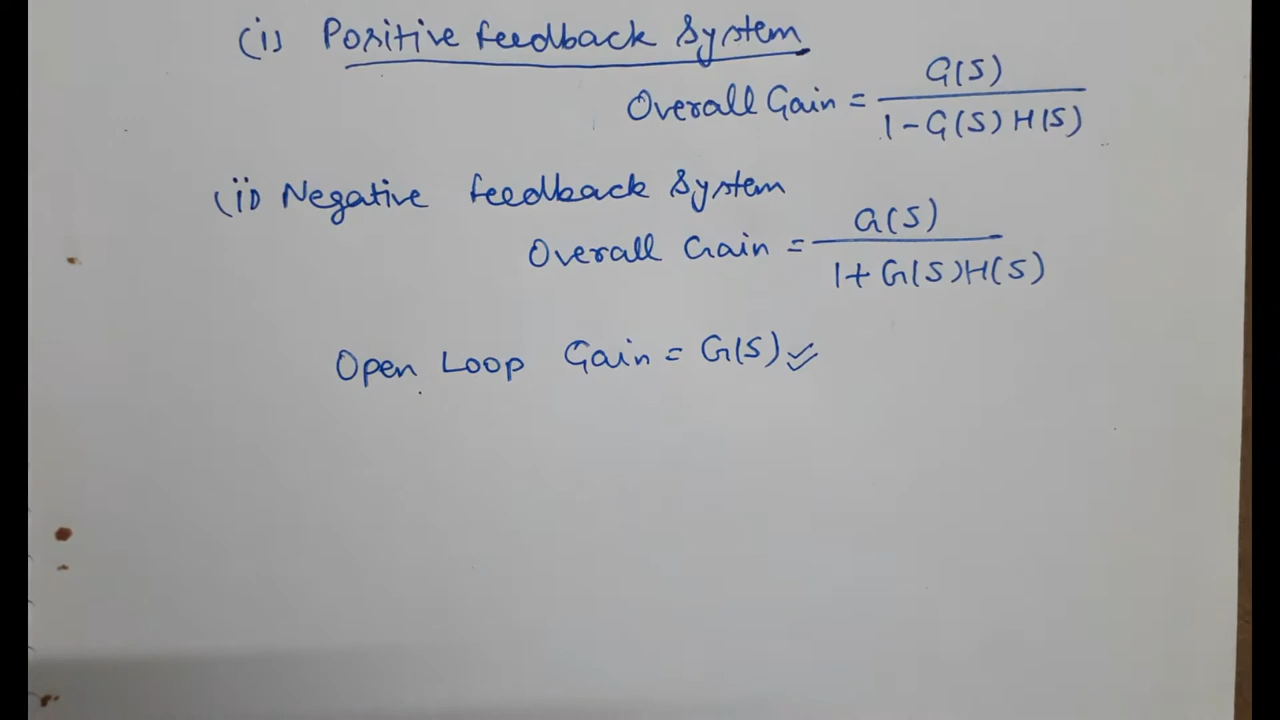 (i) Positive feedback System
Overall Gain = G(S) / 1 - G(S) H(S)
(ii) Negative feedback System
Overall Gain = G(S) / 1 + G(S) H(S)
Open Loop Gain = G(S)